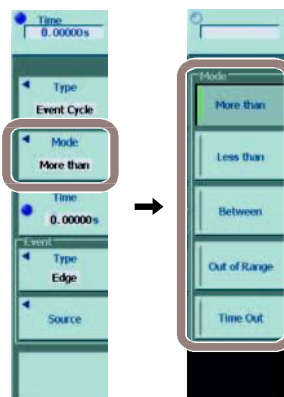 Time
0.00000s
Type
Event Cycle
Mode
More than
Time
0.00000s
Event
Type
Edge
Source
Mode
More than
Less than
Between
Out of Range
Time Out